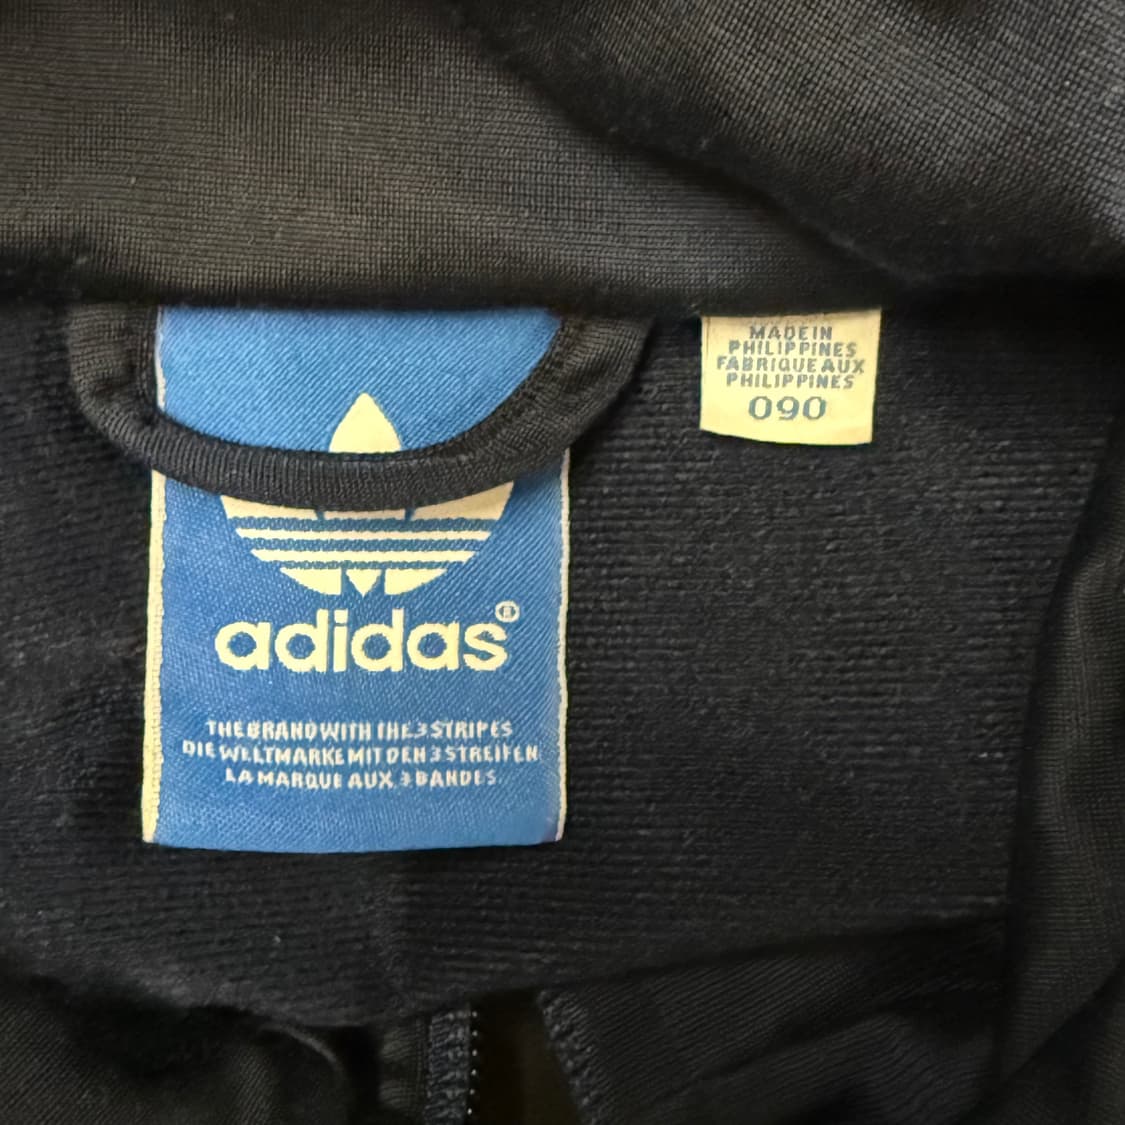 adidas®
THE BRAND WITH THE 3 STRIPES
DIE WELTMARKE MIT DEN 3 STREIFEN
LA MARQUE AUX 3 BANDES.
MADE IN
PHILIPPINES
FABRIQUE AUX
PHILIPPINES
090